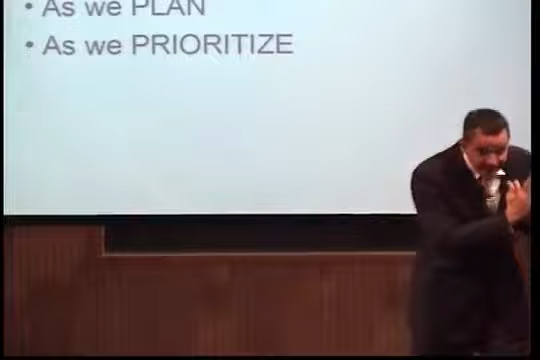 • As we PLAN
• As we PRIORITIZE